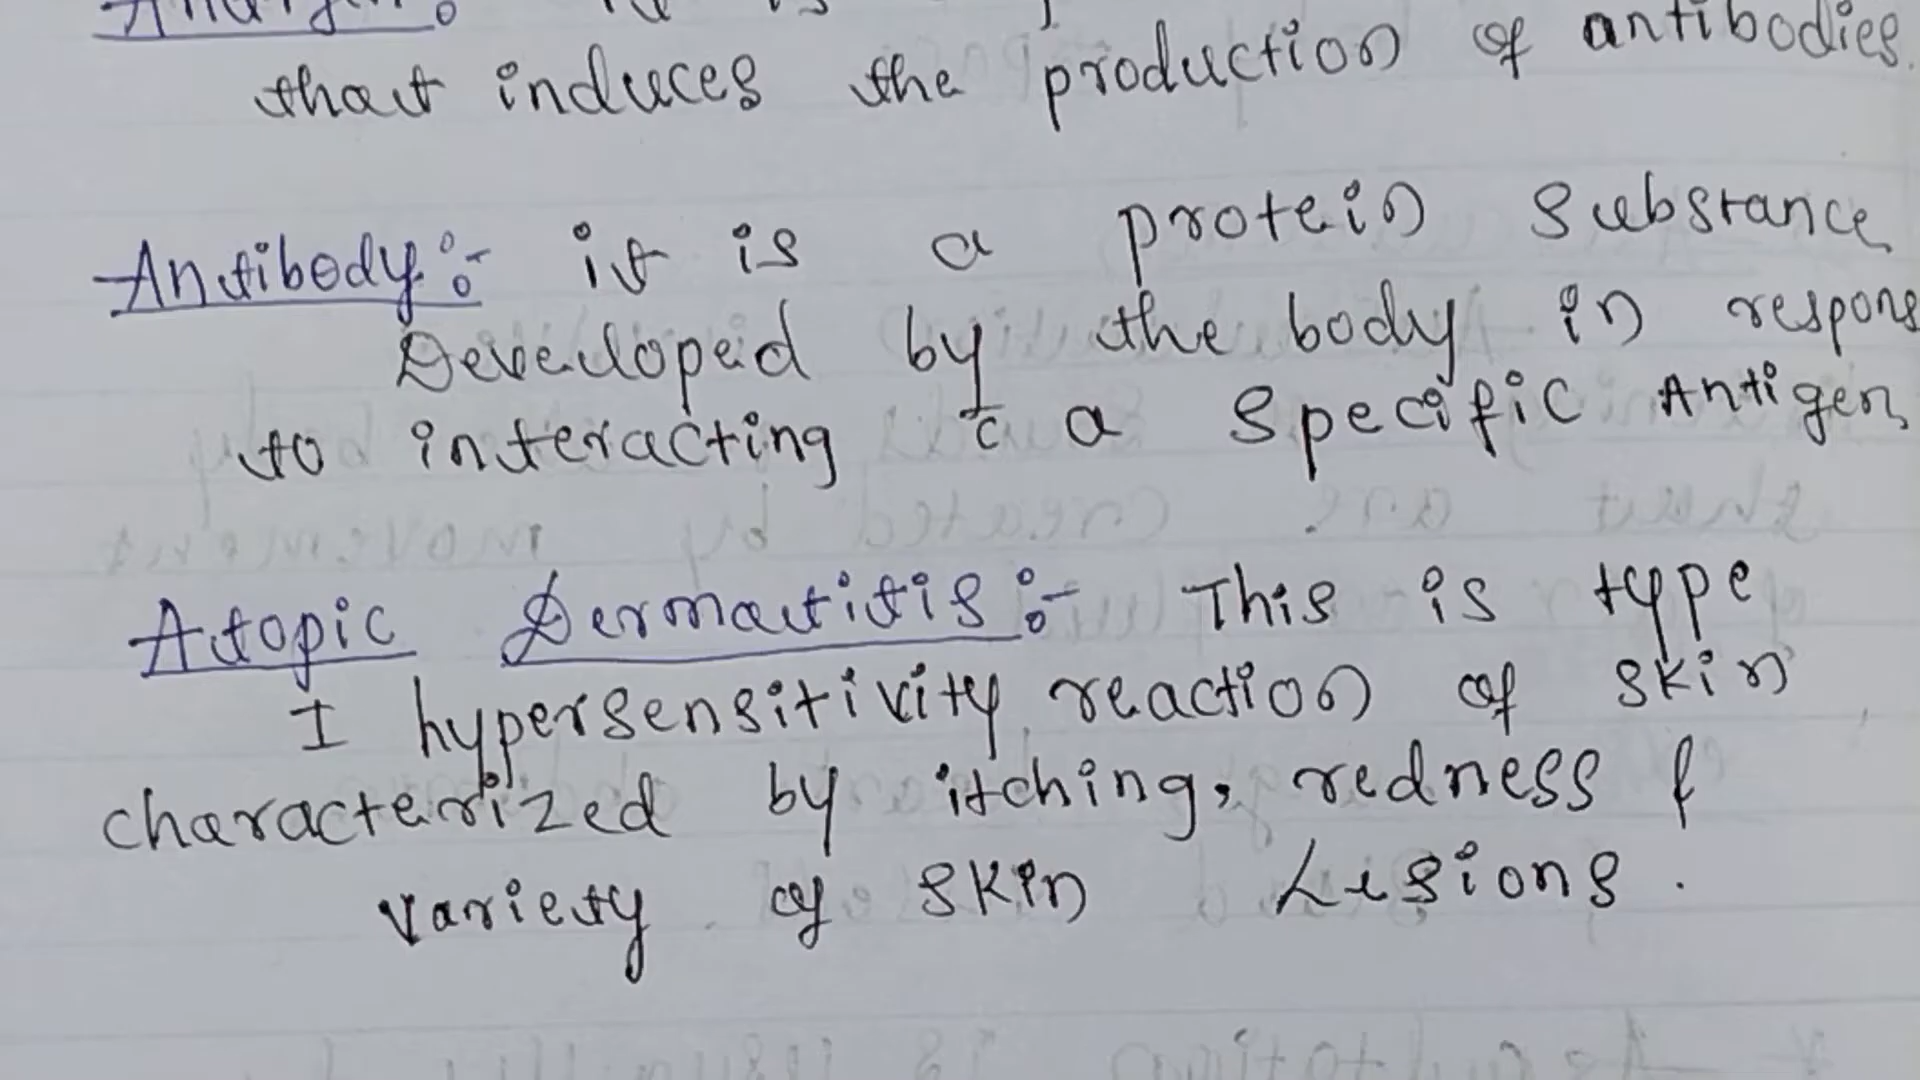 that induces the production of antibodies.
Antibody :- it is a protein substance
Developed by the body in respons
to interacting c̄ a specific Antigen
Atopic Dermatitis :- This is type
I hypersensitivity reaction of skin
characterized by itching, redness &
variety of skin Lesions.